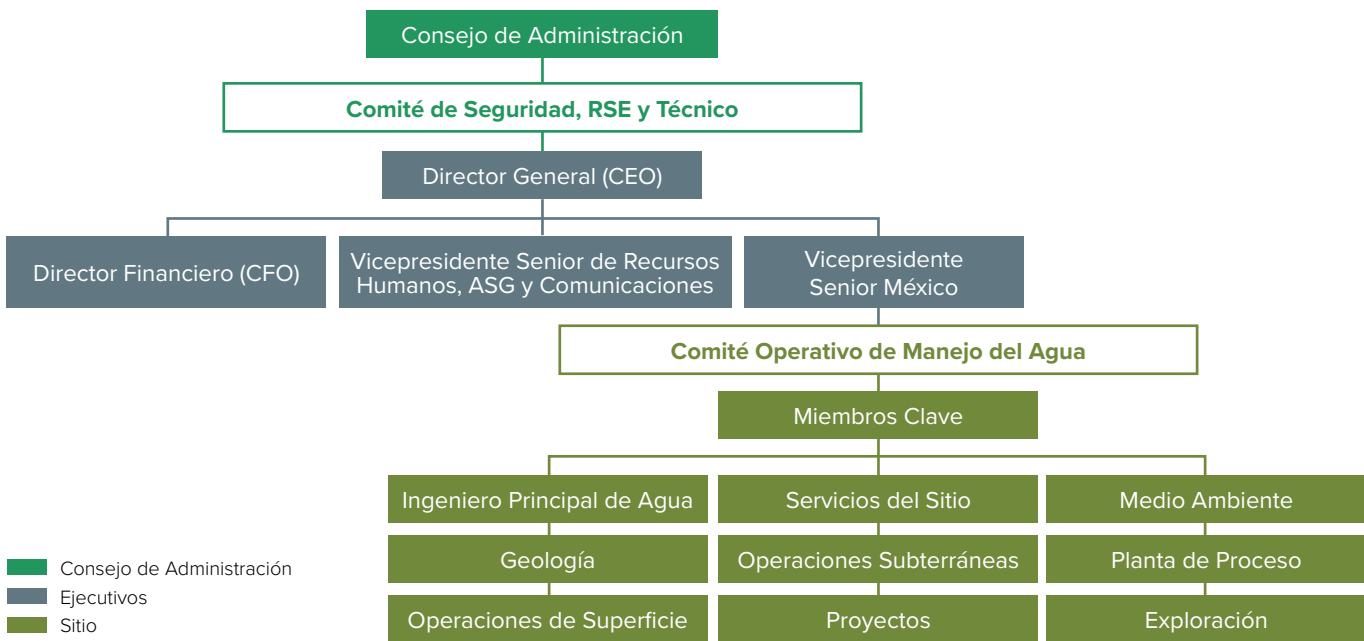 Consejo de Administración
Comité de Seguridad, RSE y Técnico
Director General (CEO)
Director Financiero (CFO)
Vicepresidente Senior de Recursos
Humanos, ASG y Comunicaciones
Vicepresidente
Senior México
Comité Operativo de Manejo del Agua
Miembros Clave
Ingeniero Principal de Agua
Servicios del Sitio
Medio Ambiente
Geología
Operaciones Subterráneas
Planta de Proceso
Operaciones de Superficie
Proyectos
Exploración
Consejo de Administración
Ejecutivos
Sitio